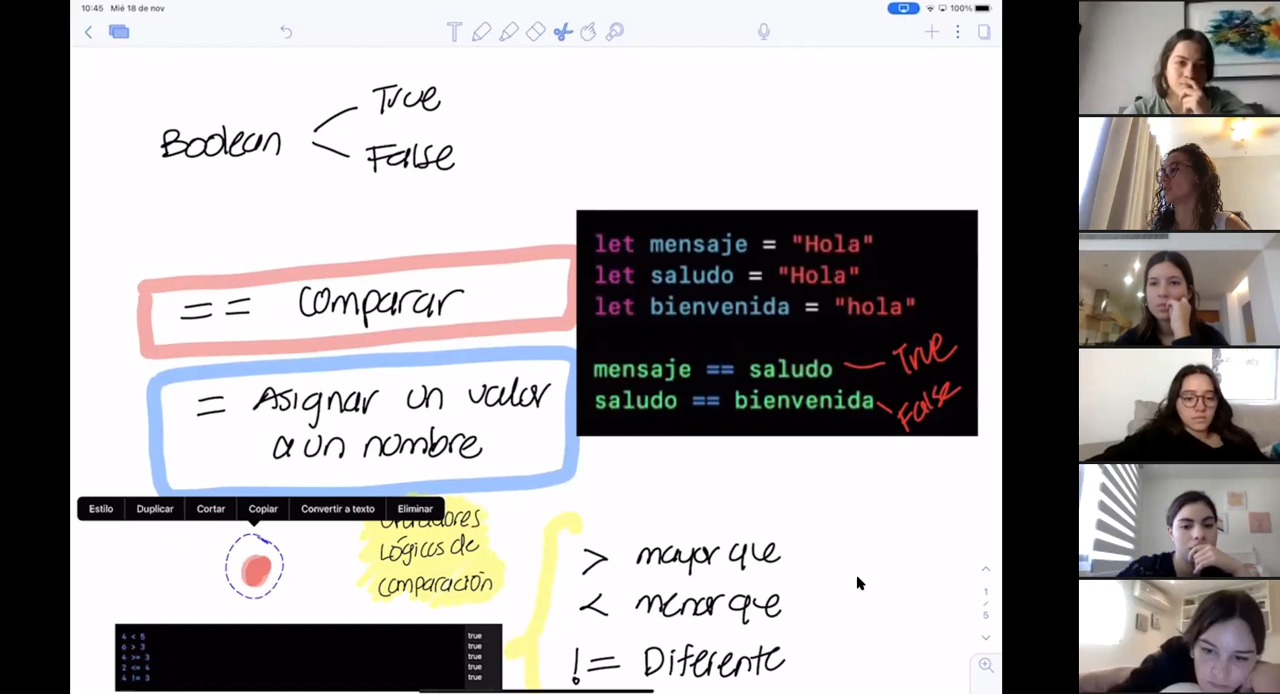 10:45 Mié 18 de nov
100%
Boolean
True
False
== Comparar
= Asignar un valor
a un nombre
let mensaje = "Hola"
let saludo = "Hola"
let bienvenida = "hola"
mensaje == saludo True
saludo == bienvenida False
Estilo Duplicar Cortar Copiar Convertir a texto Eliminar
Lógicos de
comparación
> mayor que
< menor que
!= Diferente
4 < 5 true
6 > 3 true
4 >= 3 true
2 <= 4 true
4 != 3 true
1
/
5